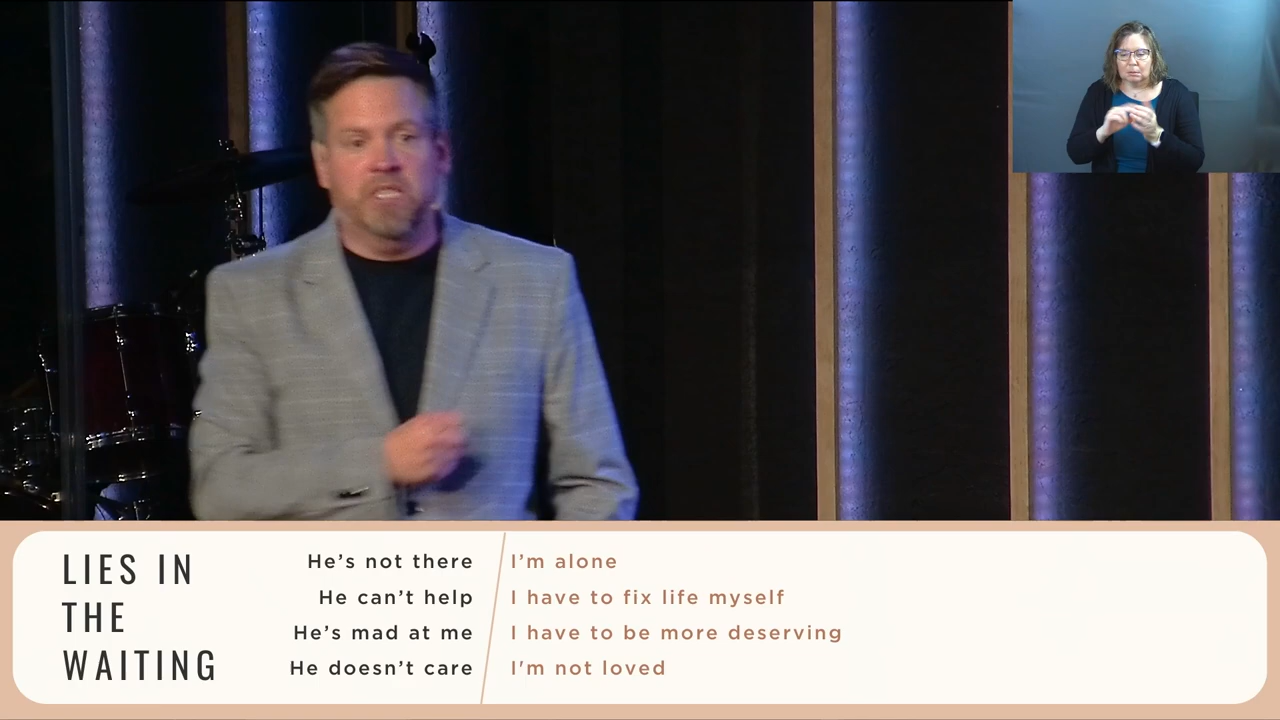 LIES IN
THE
WAITING
He’s not there I’m alone
He can’t help I have to fix life myself
He’s mad at me I have to be more deserving
He doesn’t care I'm not loved